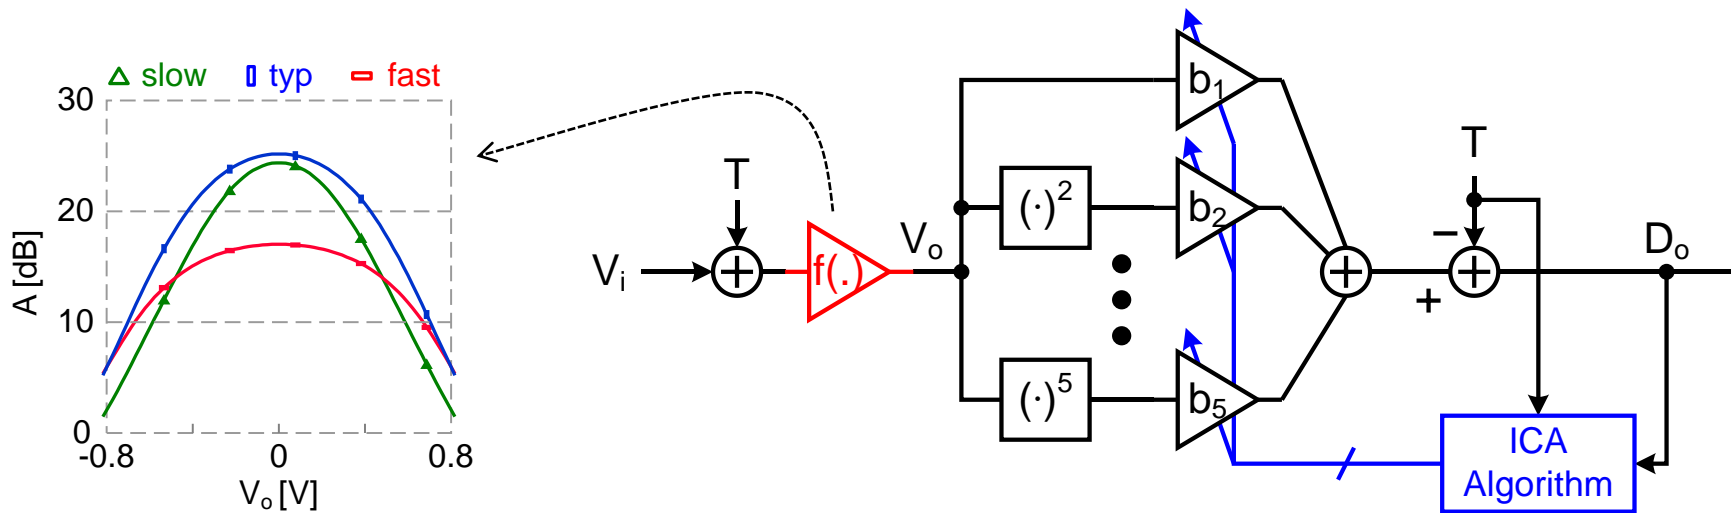 slow typ fast
30
20
10
0
-0.8 0 0.8
A [dB]
Vₒ [V]
Vᵢ
T
+
f(.)
Vₒ
(·)²
(·)⁵
b₁
b₂
b₅
+
T
−
+
+
Dₒ
ICA
Algorithm